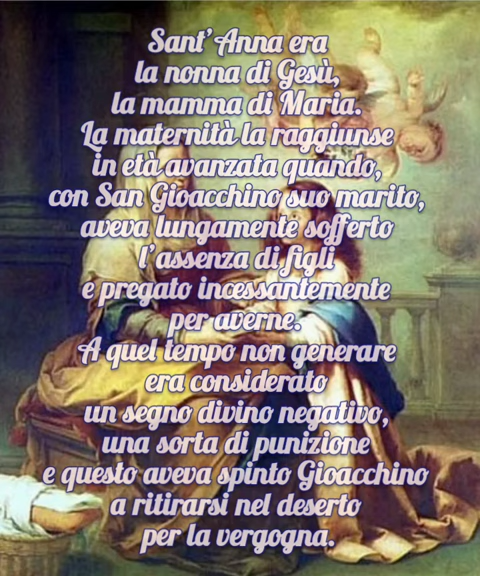 Sant'Anna era
la nonna di Gesù,
la mamma di Maria.
La maternità la raggiunse
in età avanzata quando,
con San Gioacchino suo marito,
aveva lungamente sofferto
l'assenza di figli
e pregato incessantemente
per averne.
A quel tempo non generare
era considerato
un segno divino negativo,
una sorta di punizione
e questo aveva spinto Gioacchino
a ritirarsi nel deserto
per la vergogna.